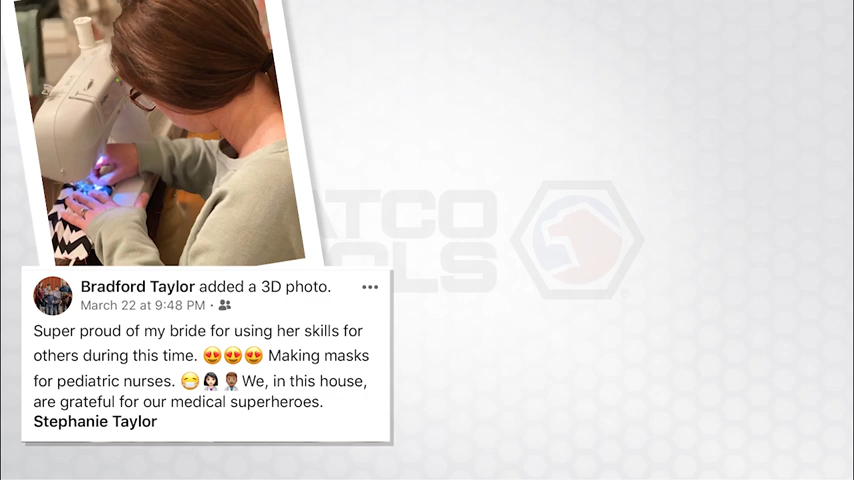 ATCO
OLS
Bradford Taylor added a 3D photo.
March 22 at 9:48 PM ·
Super proud of my bride for using her skills for
others during this time. 😍😍😍 Making masks
for pediatric nurses. 😷👩🏻‍⚕️👨🏽‍⚕️We, in this house,
are grateful for our medical superheroes.
Stephanie Taylor